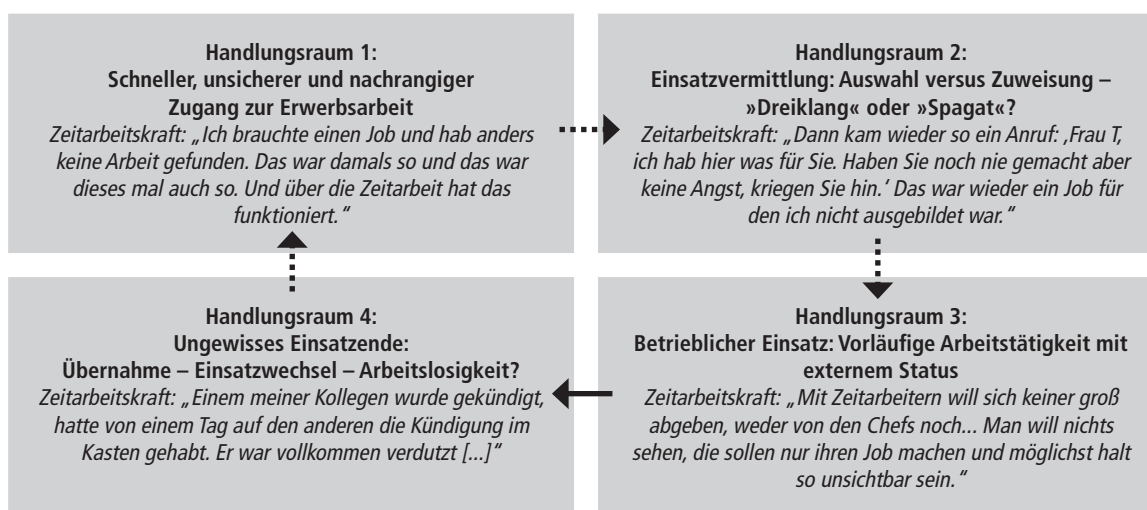 Handlungsraum 1:
Schneller, unsicherer und nachrangiger
Zugang zur Erwerbsarbeit
Zeitarbeitskraft: „Ich brauchte einen Job und hab anders
keine Arbeit gefunden. Das war damals so und das war
dieses mal auch so. Und über die Zeitarbeit hat das
funktioniert."
Handlungsraum 2:
Einsatzvermittlung: Auswahl versus Zuweisung –
»Dreiklang« oder »Spagat«?
Zeitarbeitskraft: „Dann kam wieder so ein Anruf: ‚Frau T,
ich hab hier was für Sie. Haben Sie noch nie gemacht aber
keine Angst, kriegen Sie hin.' Das war wieder ein Job für
den ich nicht ausgebildet war."
Handlungsraum 4:
Ungewisses Einsatzende:
Übernahme – Einsatzwechsel – Arbeitslosigkeit?
Zeitarbeitskraft: „Einem meiner Kollegen wurde gekündigt,
hatte von einem Tag auf den anderen die Kündigung im
Kasten gehabt. Er war vollkommen verdutzt [...]"
Handlungsraum 3:
Betrieblicher Einsatz: Vorläufige Arbeitstätigkeit mit
externem Status
Zeitarbeitskraft: „Mit Zeitarbeitern will sich keiner groß
abgeben, weder von den Chefs noch... Man will nichts
sehen, die sollen nur ihren Job machen und möglichst halt
so unsichtbar sein."